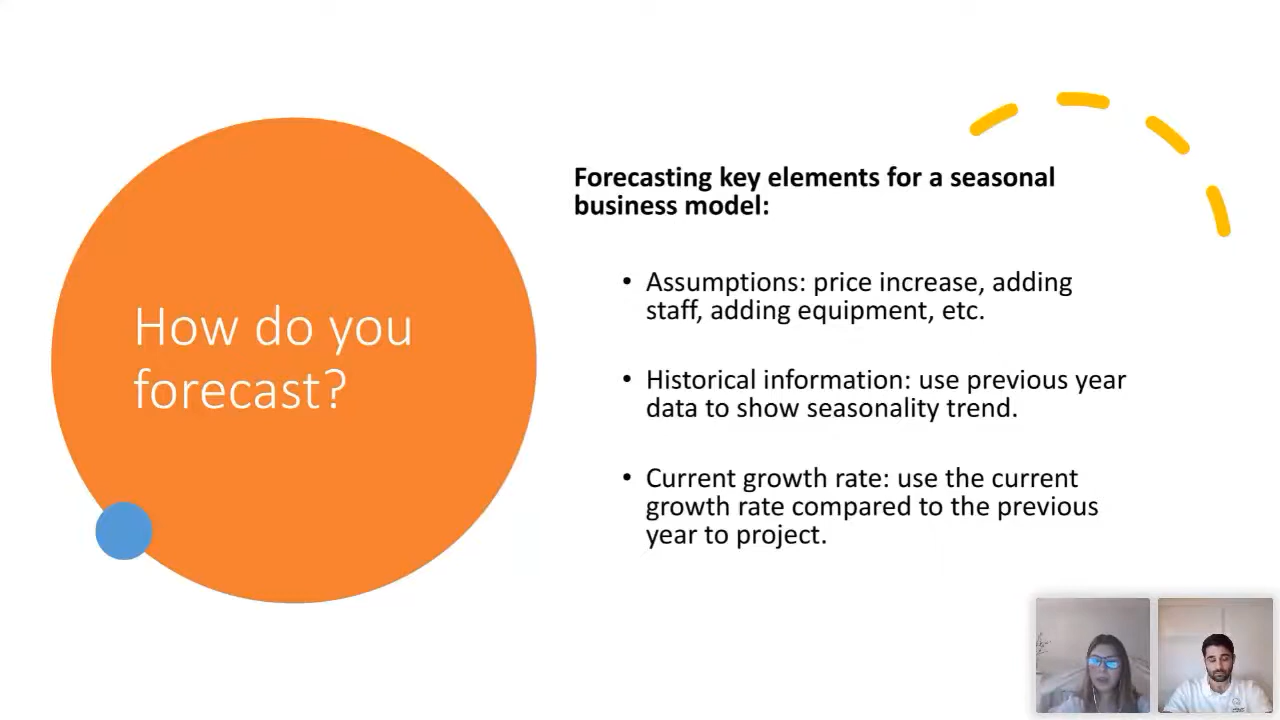 How do you
forecast?
Forecasting key elements for a seasonal
business model:
• Assumptions: price increase, adding
staff, adding equipment, etc.
• Historical information: use previous year
data to show seasonality trend.
• Current growth rate: use the current
growth rate compared to the previous
year to project.